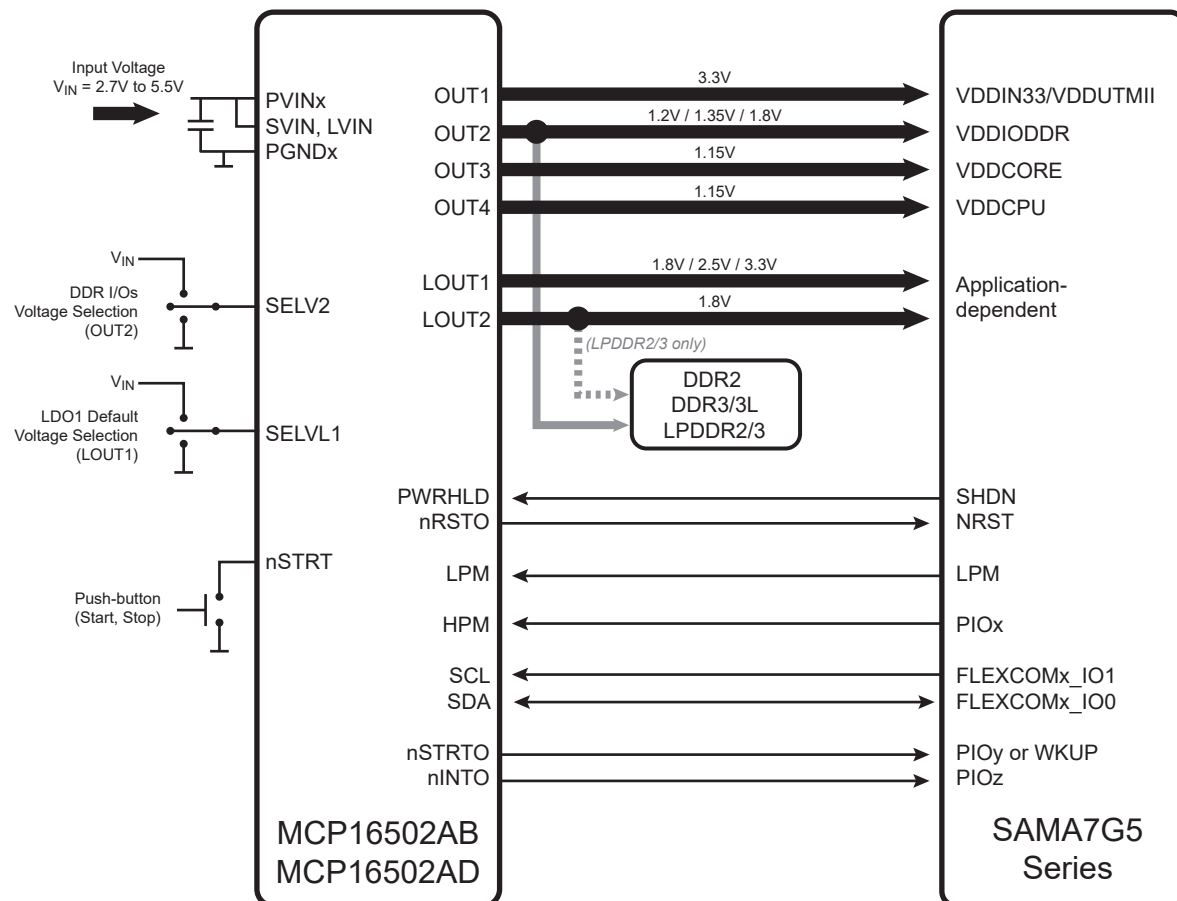 Input Voltage
VIN = 2.7V to 5.5V
PVINx
SVIN, LVIN
PGNDx
VIN
DDR I/Os
Voltage Selection
(OUT2)
SELV2
VIN
LDO1 Default
Voltage Selection
(LOUT1)
SELVL1
nSTRT
Push-button
(Start, Stop)
OUT1
3.3V
VDDIN33/VDDUTMII
OUT2
1.2V / 1.35V / 1.8V
VDDIODDR
OUT3
1.15V
VDDCORE
OUT4
1.15V
VDDCPU
LOUT1
1.8V / 2.5V / 3.3V
LOUT2
1.8V
Application-
dependent
(LPDDR2/3 only)
DDR2
DDR3/3L
LPDDR2/3
PWRHLD
SHDN
nRSTO
NRST
LPM
LPM
HPM
PIOx
SCL
FLEXCOMx_IO1
SDA
FLEXCOMx_IO0
nSTRTO
PIOy or WKUP
nINTO
PIOz
MCP16502AB
MCP16502AD
SAMA7G5
Series